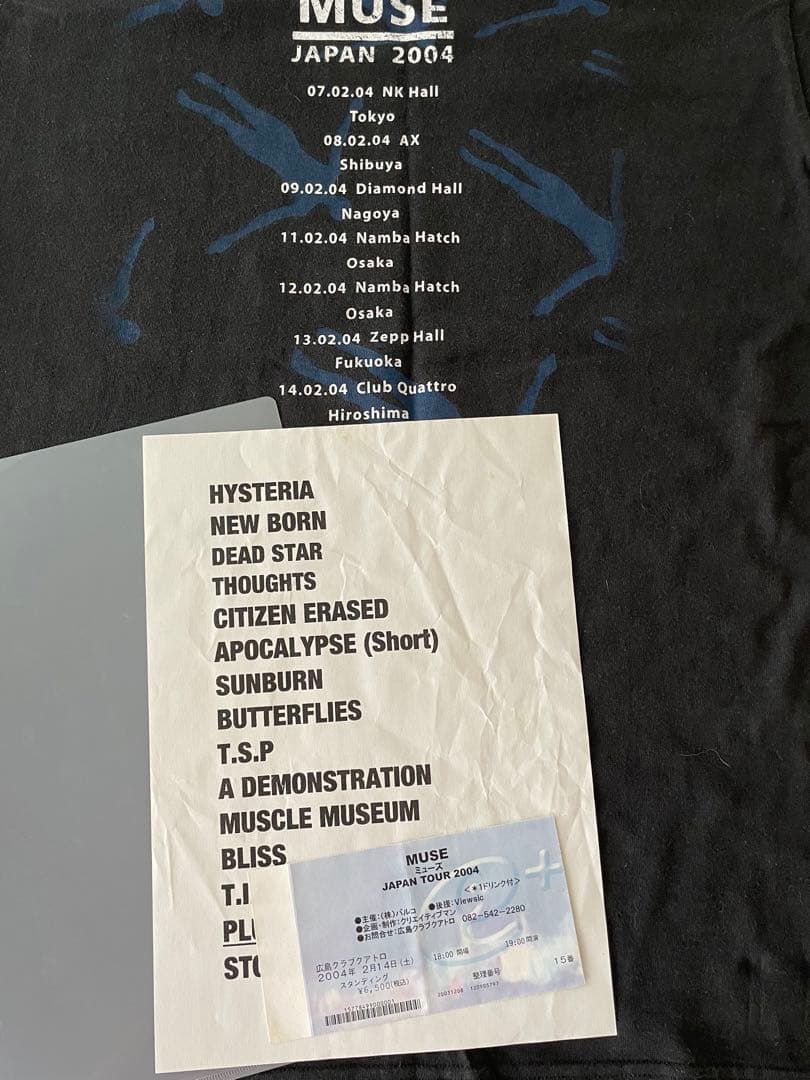 MUSE
JAPAN 2004
07.02.04 NK Hall
Tokyo
08.02.04 AX
Shibuya
09.02.04 Diamond Hall
Nagoya
11.02.04 Namba Hatch
Osaka
12.02.04 Namba Hatch
Osaka
13.02.04 Zepp Hall
Fukuoka
14.02.04 Club Quattro
Hiroshima
HYSTERIA
NEW BORN
DEAD STAR
THOUGHTS
CITIZEN ERASED
APOCALYPSE (Short)
SUNBURN
BUTTERFLIES
T.S.P
A DEMONSTRATION
MUSCLE MUSEUM
BLISS
T.I
PLU
STO
MUSE
ミューズ
JAPAN TOUR 2004
<*1ドリンク付>
●主催:(株)パルコ ●後援:Viewsic
●企画・制作:クリエイティブマン
●お問合せ:広島クラブクアトロ 082-542-2280
広島クラブクアトロ
2004年 2月14日(土) 18:00 開場 19:00 開演
スタンディング
¥6,500(税込) 整理番号 15番
1577849900001
20031208